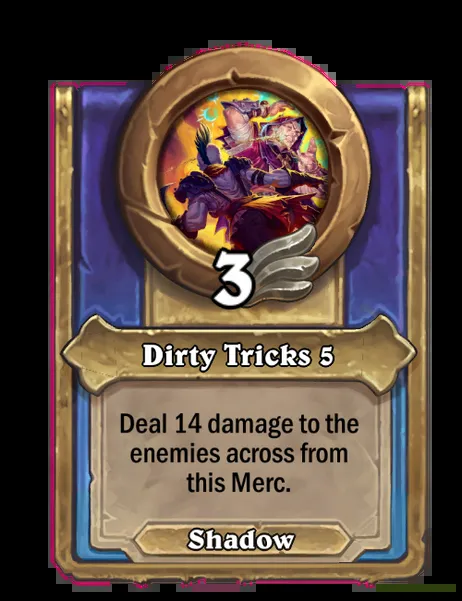 3
Dirty Tricks 5
Deal 14 damage to the
enemies across from
this Merc.
Shadow